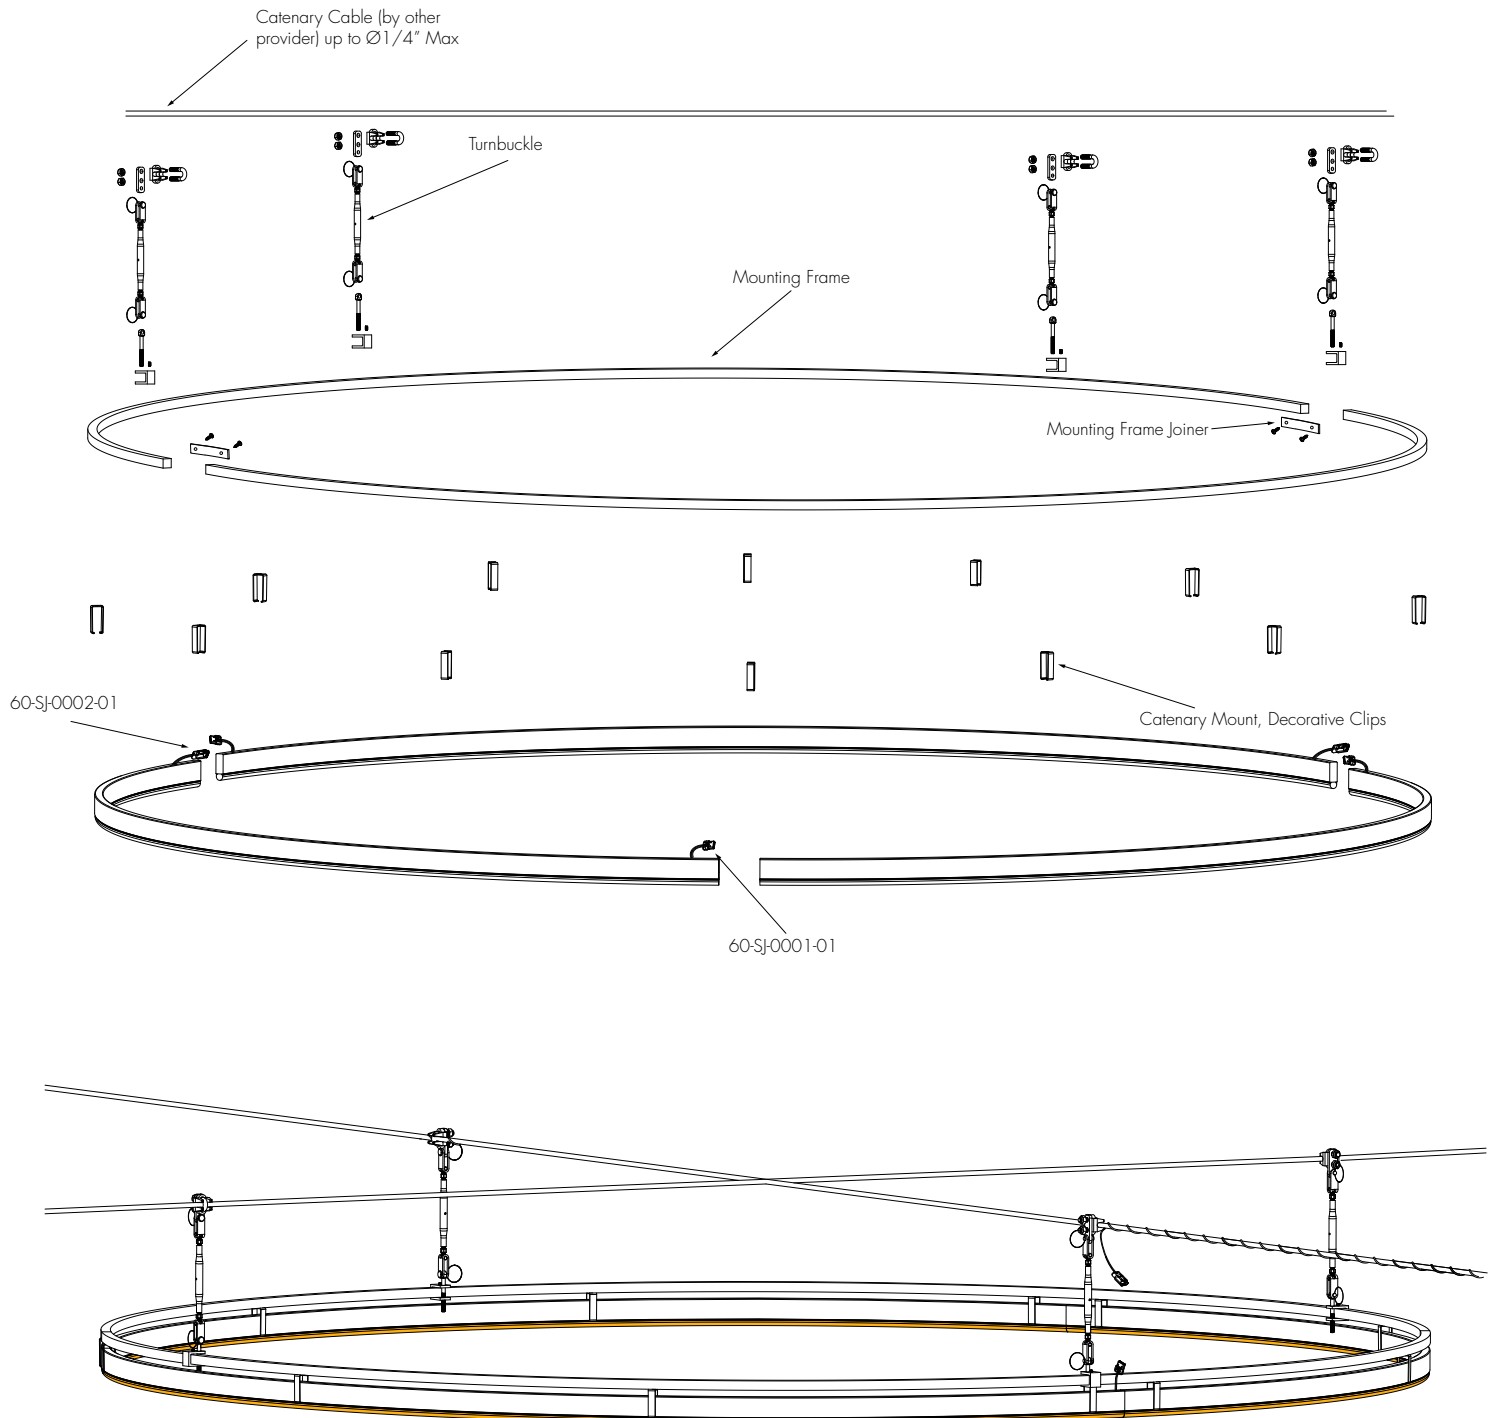 Catenary Cable (by other
provider) up to Ø1/4” Max
Turnbuckle
Mounting Frame
Mounting Frame Joiner
Catenary Mount, Decorative Clips
60-SJ-0002-01
60-SJ-0001-01